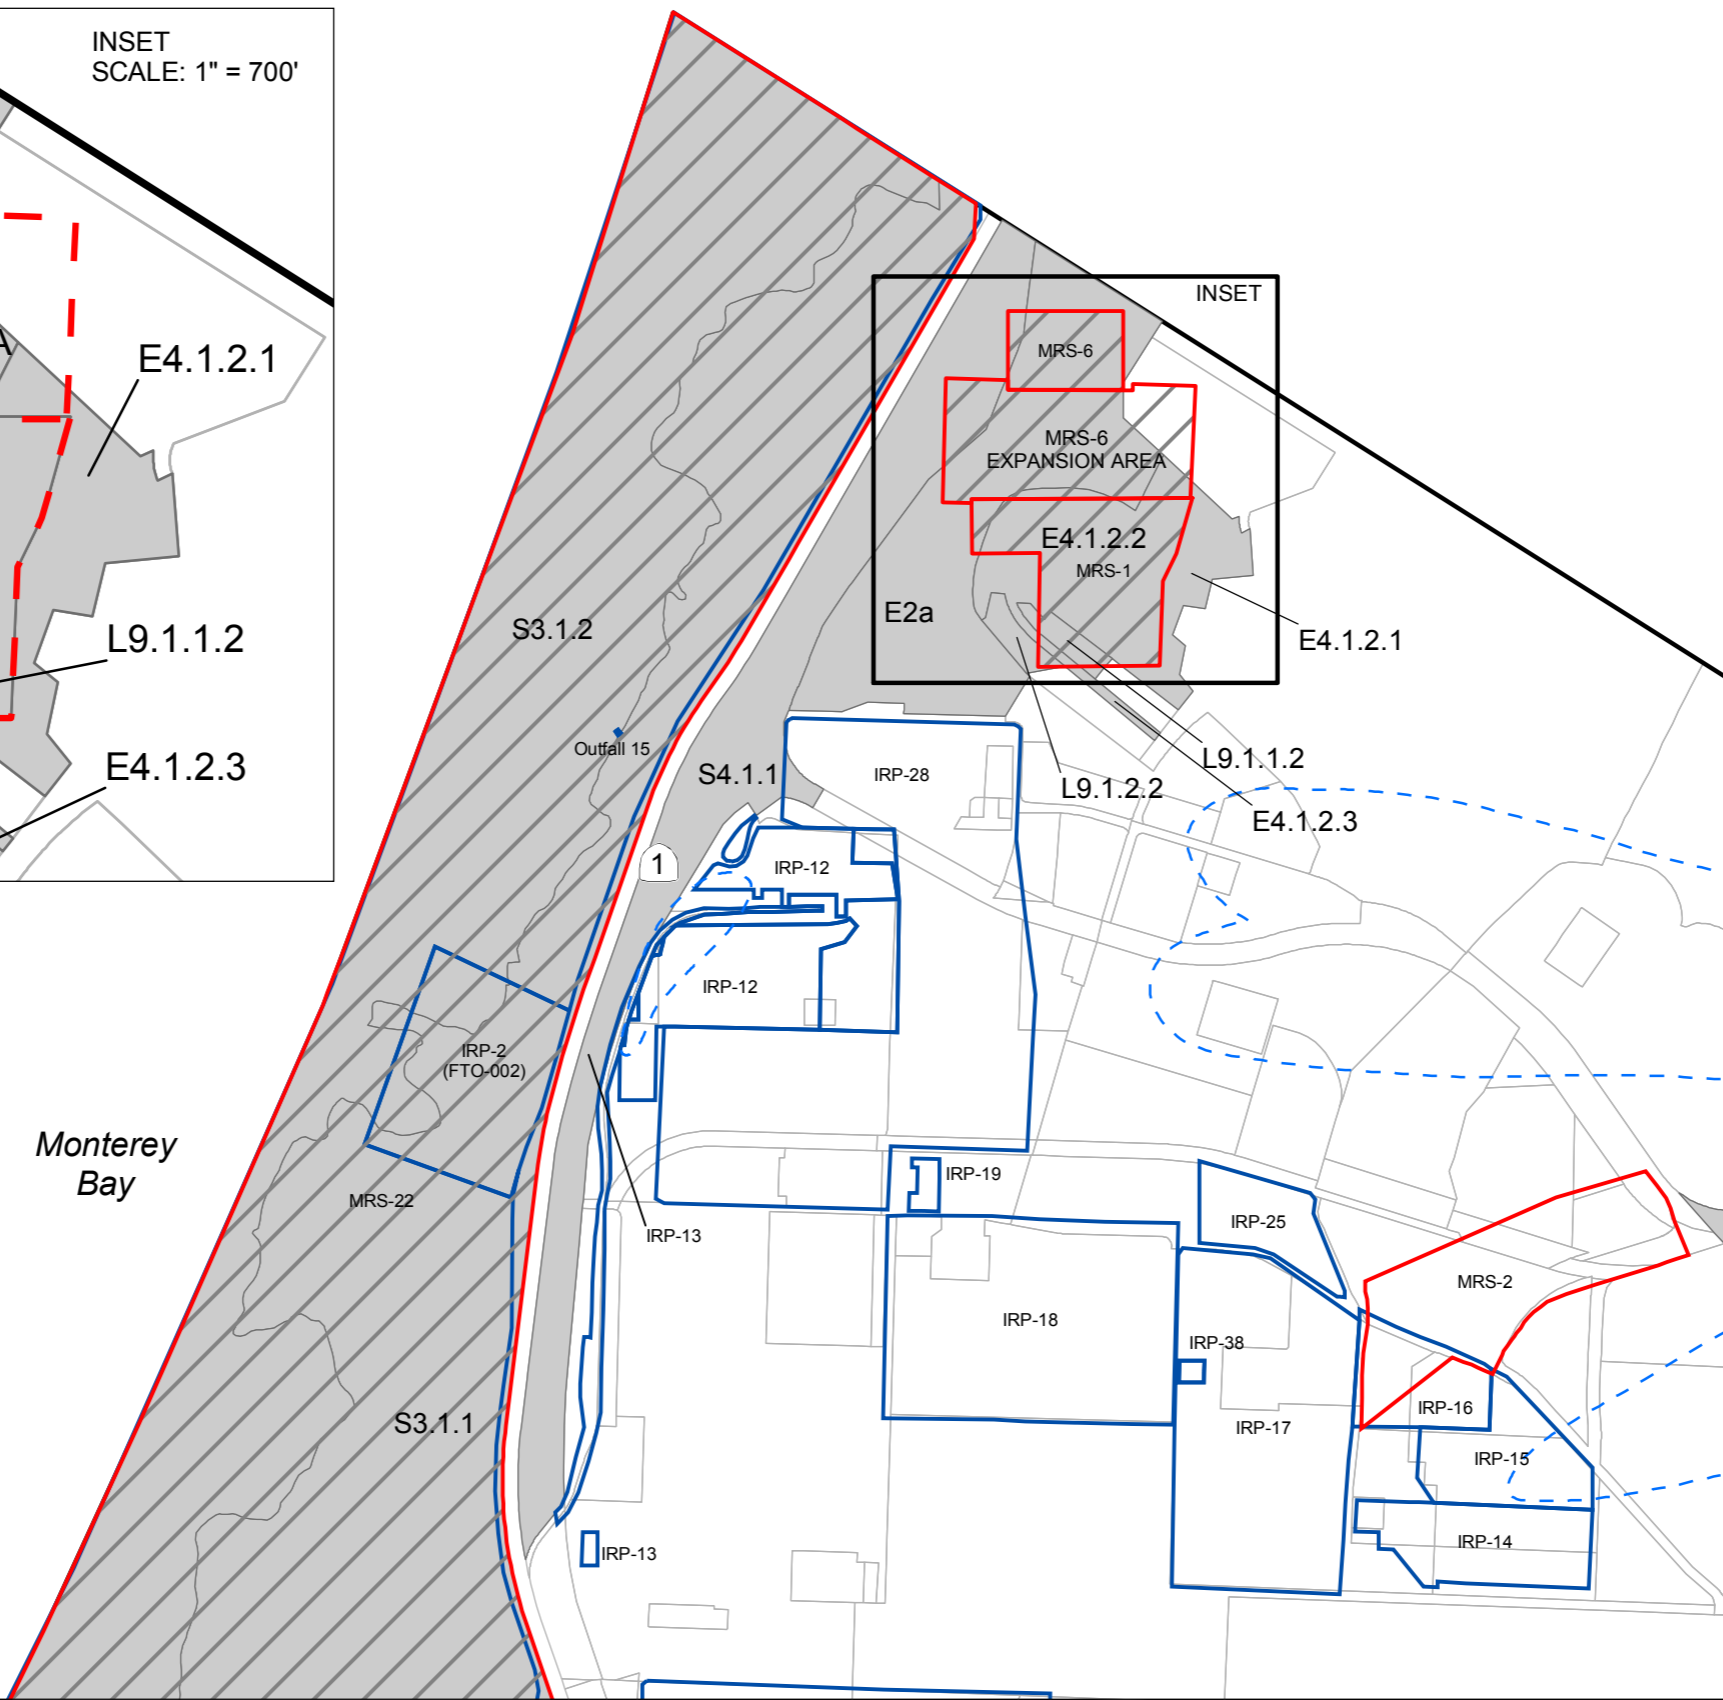 INSET
SCALE: 1" = 700'
A
E4.1.2.1
L9.1.1.2
E4.1.2.3
INSET
MRS-6
MRS-6
EXPANSION AREA
E4.1.2.2
MRS-1
E2a
E4.1.2.1
S3.1.2
Outfall 15
S4.1.1
IRP-28
L9.1.1.2
L9.1.2.2
E4.1.2.3
1
IRP-12
IRP-12
IRP-2
(FTO-002)
Monterey
Bay
MRS-22
IRP-13
IRP-19
IRP-25
MRS-2
IRP-18
IRP-38
S3.1.1
IRP-17
IRP-16
IRP-15
IRP-14
IRP-13